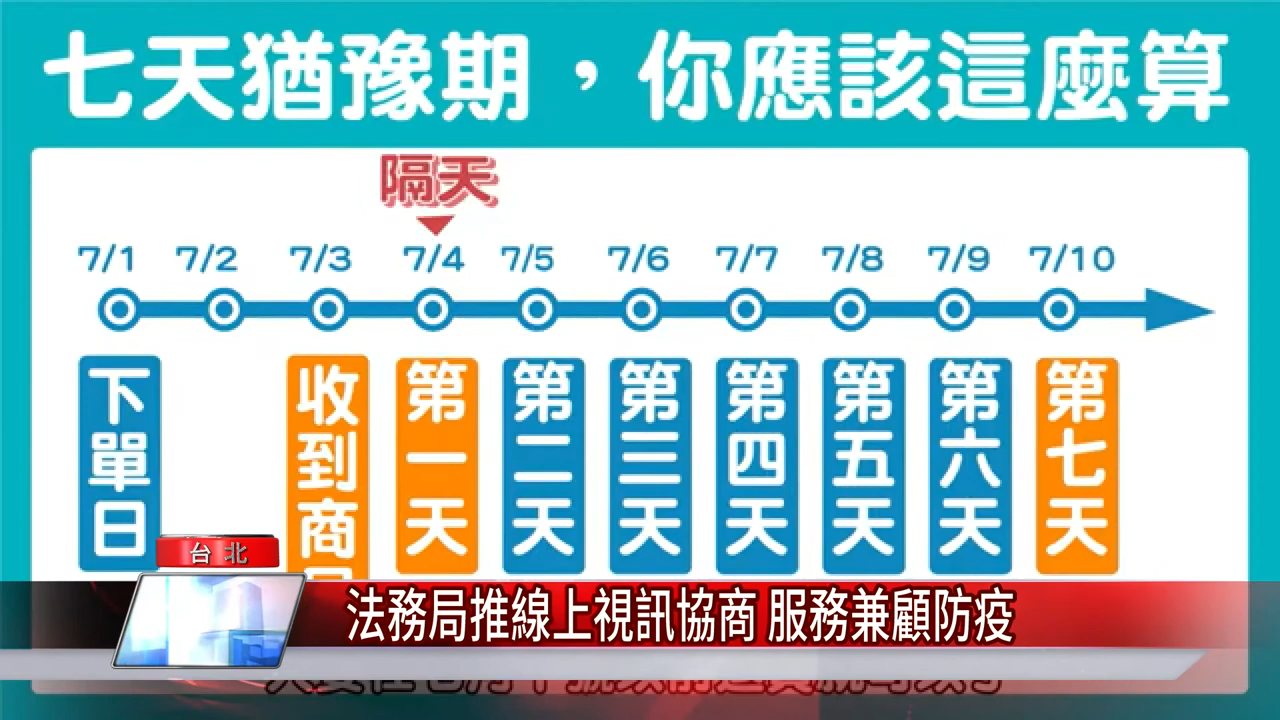 七天猶豫期，你應該這麼算
隔天
7/1 7/2 7/3 7/4 7/5 7/6 7/7 7/8 7/9 7/10
下單日
收到商
第一天
第二天
第三天
第四天
第五天
第六天
第七天
台北
法務局推線上視訊協商 服務兼顧防疫